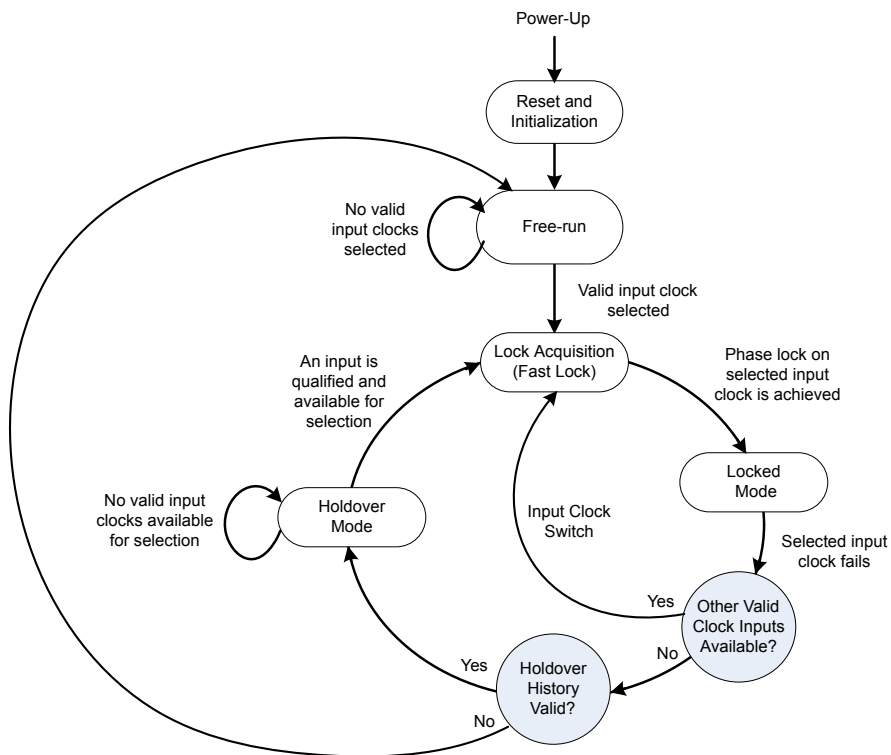 Power-Up
Reset and
Initialization
No valid
input clocks
selected
Free-run
Valid input clock
selected
An input is
qualified and
available for
selection
Lock Acquisition
(Fast Lock)
Phase lock on
selected input
clock is achieved
No valid input
clocks available
for selection
Holdover
Mode
Input Clock
Switch
Locked
Mode
Selected input
clock fails
Yes
Other Valid
Clock Inputs
Available?
No
Yes
Holdover
History
Valid?
No